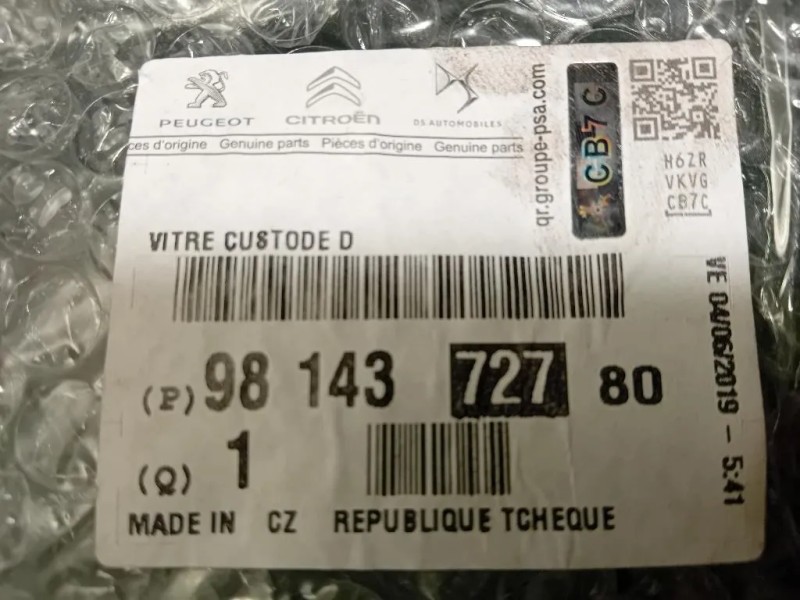 PEUGEOT CITROËN DS AUTOMOBILES
ces d'origine Genuine parts Pièces d'origine Genuine parts
qr.groupe-psa.com
CB7C
H6ZR
VKVG
CB7C
VITRE CUSTODE D
(P) 98 143 727 80
(Q) 1
MADE IN CZ REPUBLIQUE TCHEQUE
VE 04/06/2019 - 5:41